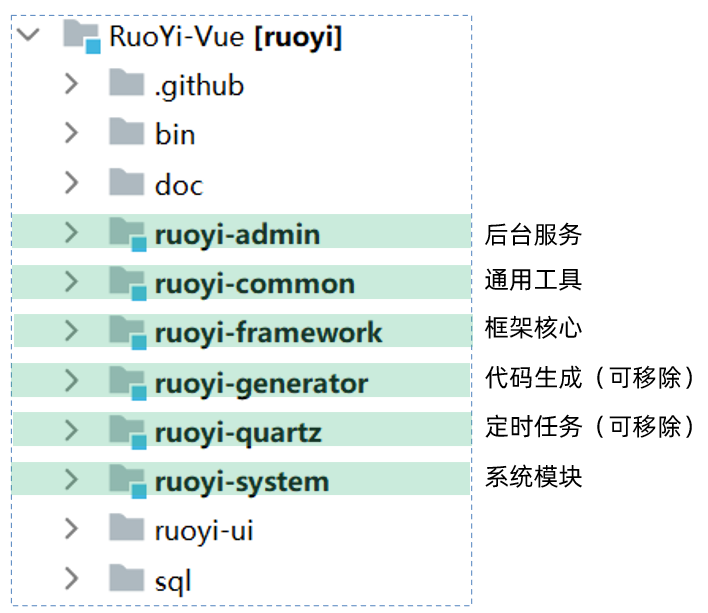 RuoYi-Vue [ruoyi]
.github
bin
doc
ruoyi-admin 后台服务
ruoyi-common 通用工具
ruoyi-framework 框架核心
ruoyi-generator 代码生成（可移除）
ruoyi-quartz 定时任务（可移除）
ruoyi-system 系统模块
ruoyi-ui
sql